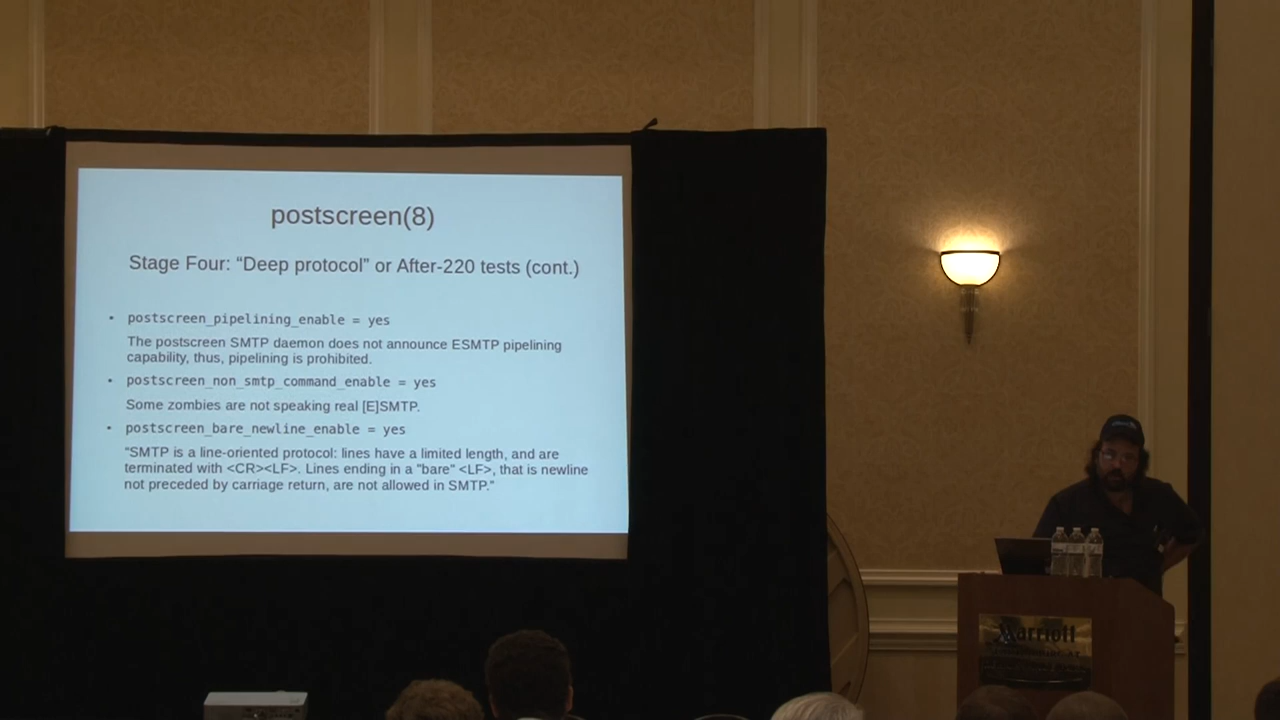 postscreen(8)
Stage Four: “Deep protocol” or After-220 tests (cont.)
• postscreen_pipelining_enable = yes
The postscreen SMTP daemon does not announce ESMTP pipelining
capability, thus, pipelining is prohibited.
• postscreen_non_smtp_command_enable = yes
Some zombies are not speaking real [E]SMTP.
• postscreen_bare_newline_enable = yes
“SMTP is a line-oriented protocol: lines have a limited length, and are
terminated with <CR><LF>. Lines ending in a "bare" <LF>, that is newline
not preceded by carriage return, are not allowed in SMTP.”
Marriott